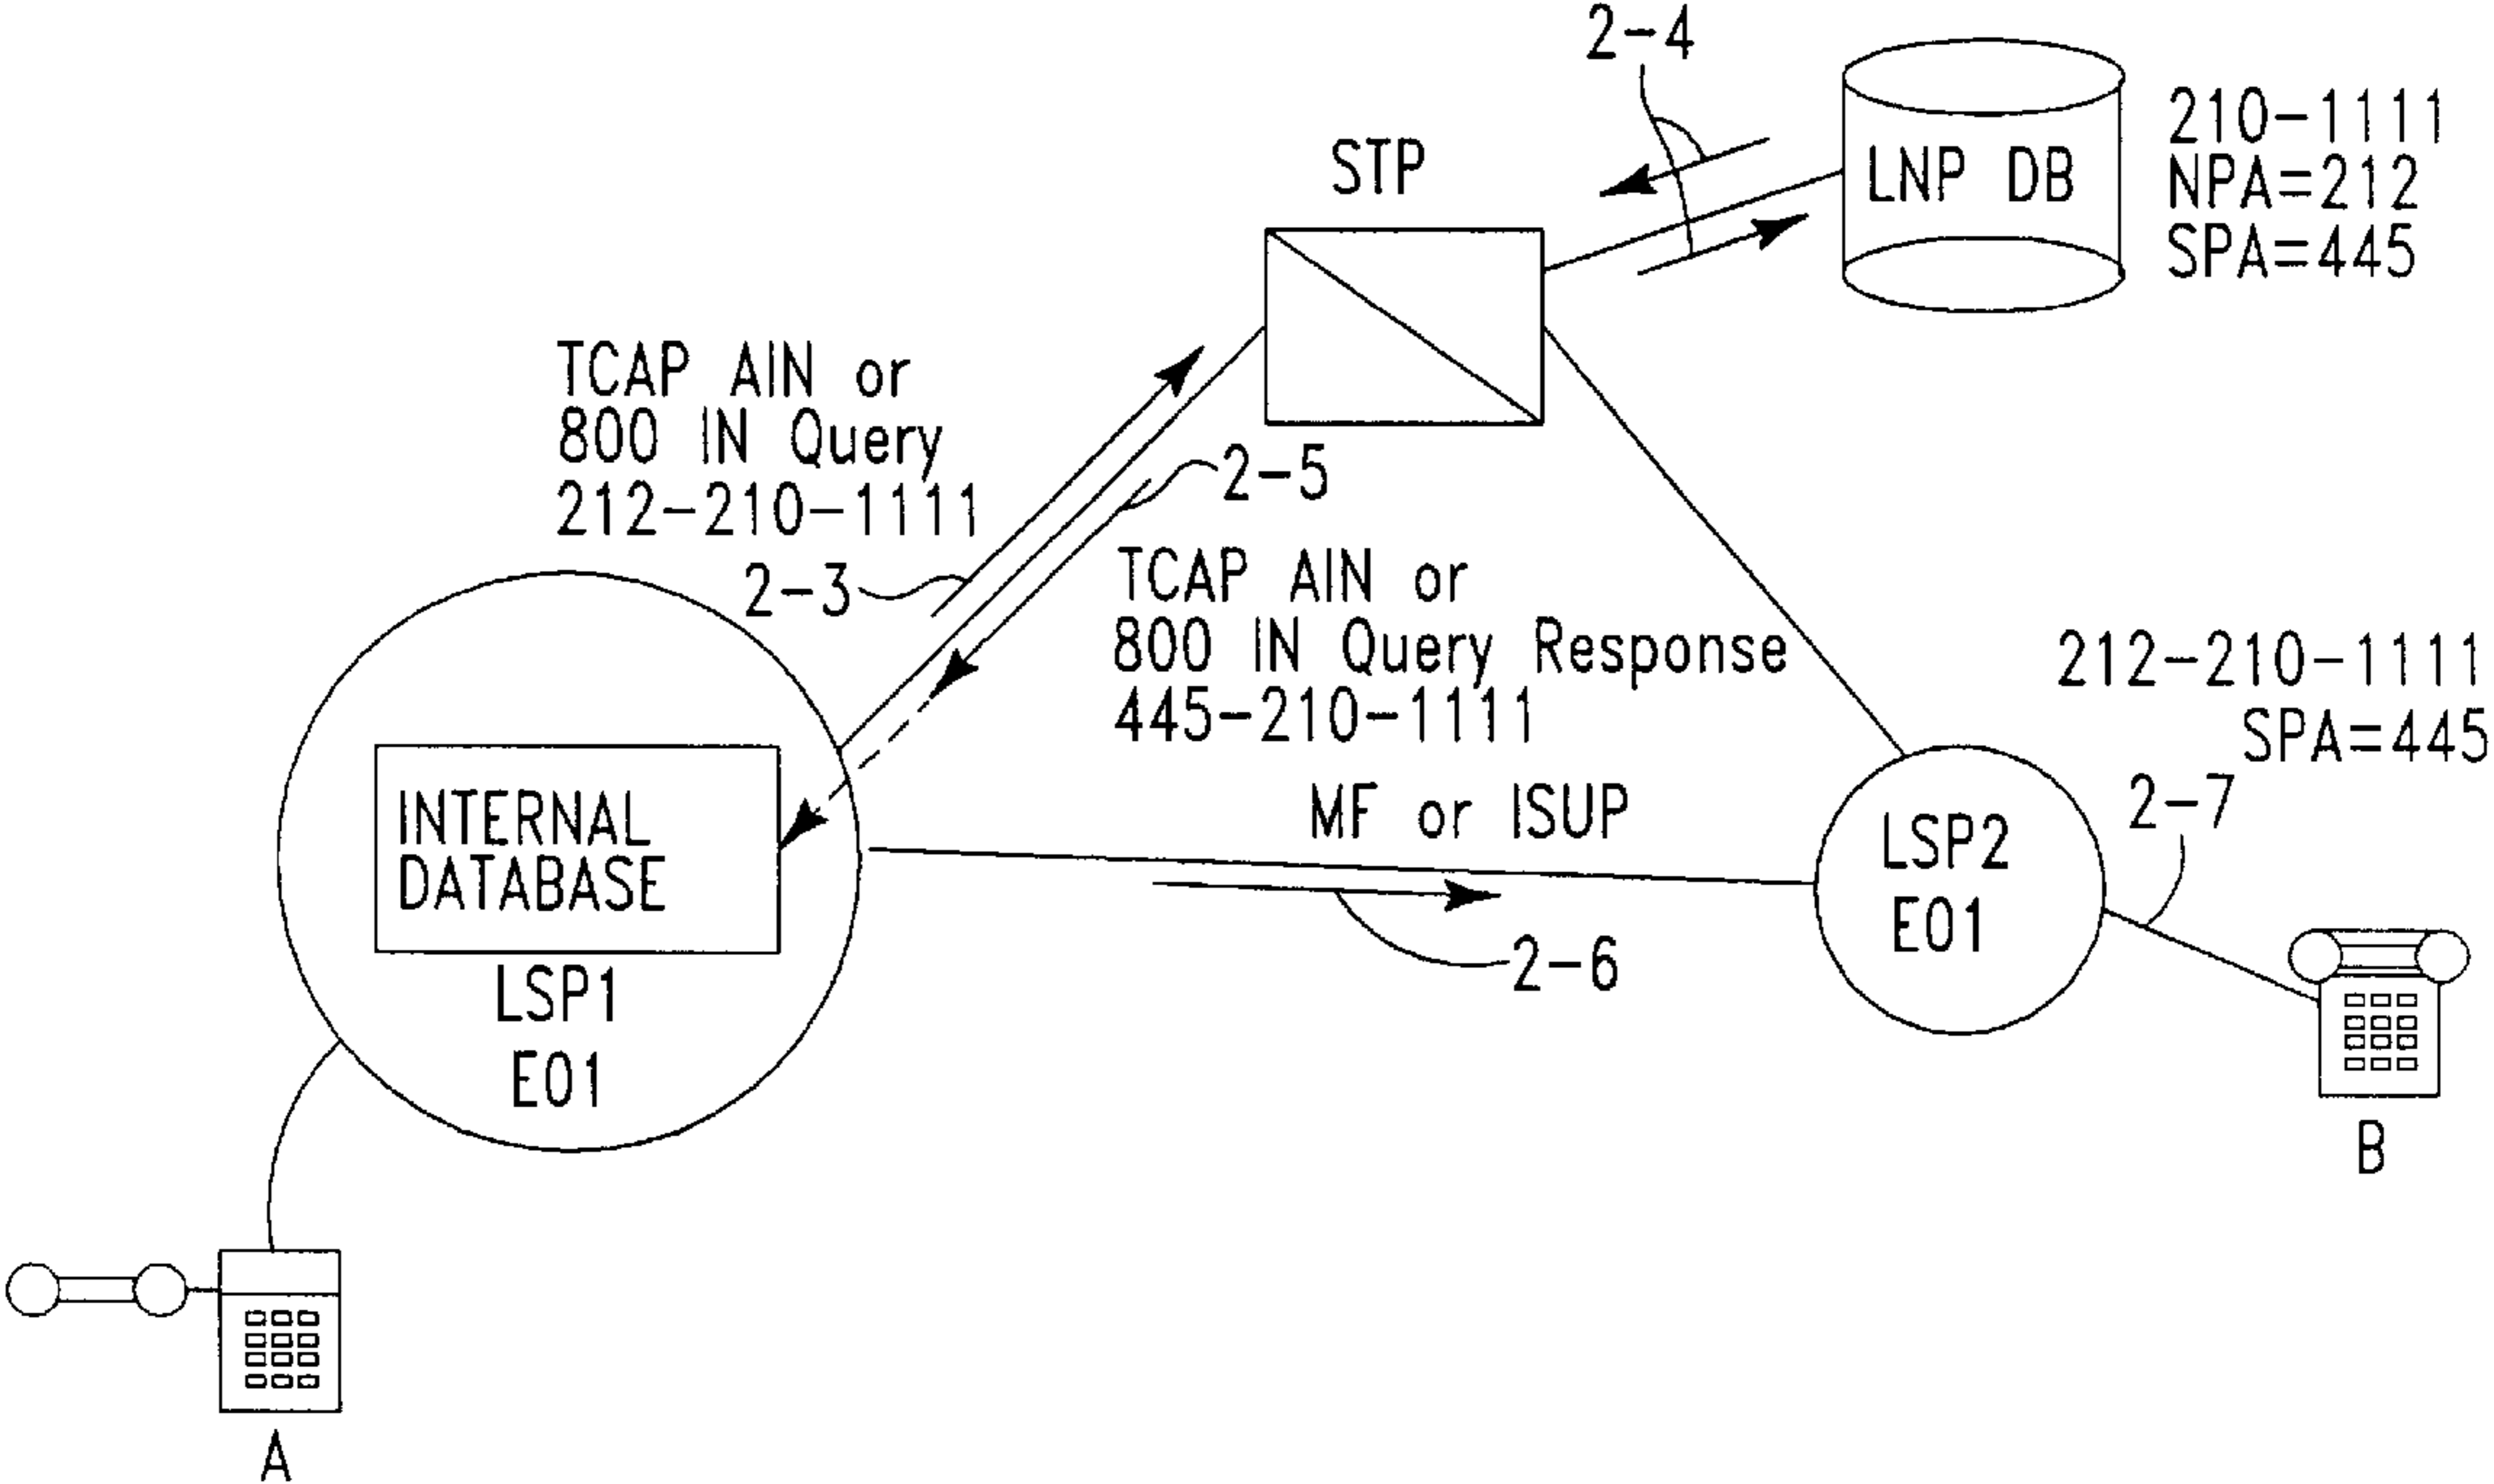 2-4
STP
LNP DB
210-1111
NPA=212
SPA=445
TCAP AIN or
800 IN Query
212-210-1111
2-5
2-3
TCAP AIN or
800 IN Query Response
445-210-1111
212-210-1111
SPA=445
2-7
MF or ISUP
INTERNAL
DATABASE
LSP1
EO1
LSP2
EO1
2-6
B
A